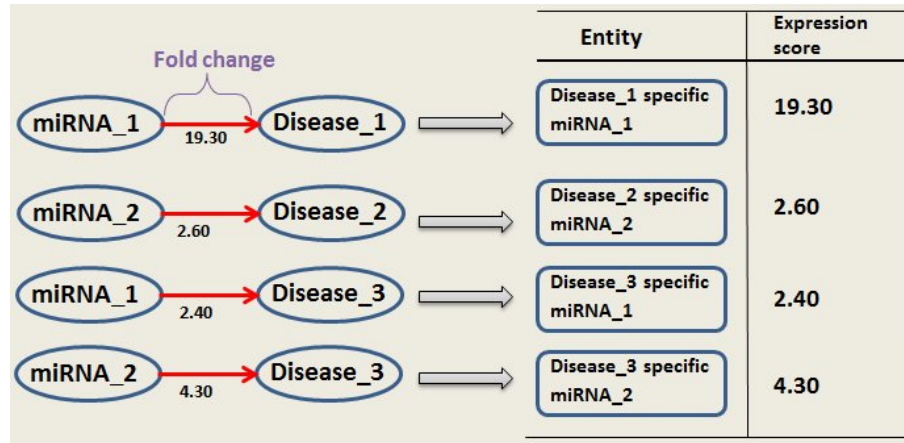 Entity
Expression
score
Fold change
miRNA_1
19.30
Disease_1
Disease_1 specific
miRNA_1
19.30
miRNA_2
2.60
Disease_2
Disease_2 specific
miRNA_2
2.60
miRNA_1
2.40
Disease_3
Disease_3 specific
miRNA_1
2.40
miRNA_2
4.30
Disease_3
Disease_3 specific
miRNA_2
4.30